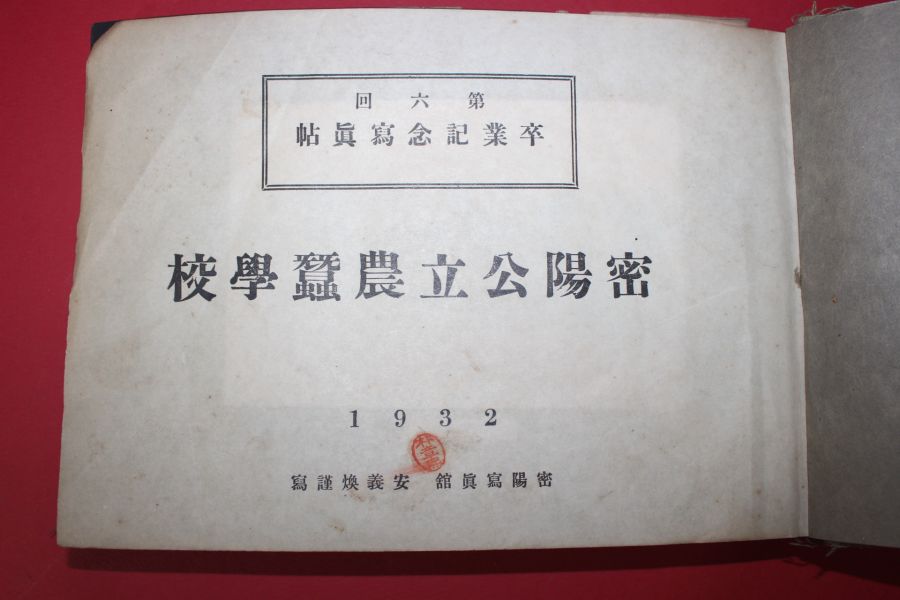 第六回
卒業記念寫眞帖
密陽公立農蠶學校
1932
密陽寫眞館 安義煥謹寫